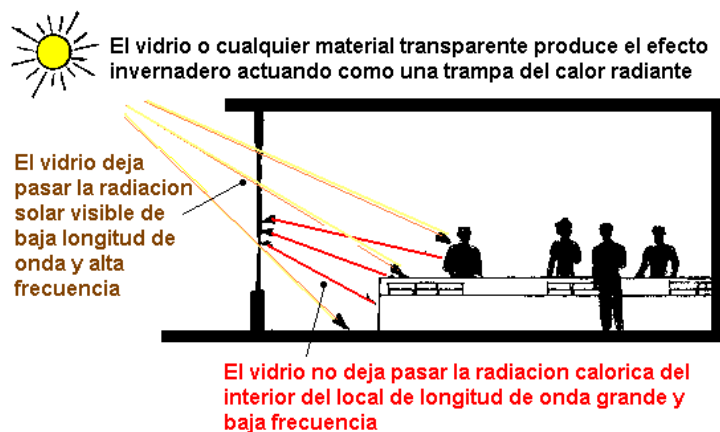 El vidrio o cualquier material transparente produce el efecto
invernadero actuando como una trampa del calor radiante
El vidrio deja
pasar la radiacion
solar visible de
baja longitud de
onda y alta
frecuencia
El vidrio no deja pasar la radiacion calorica del
interior del local de longitud de onda grande y
baja frecuencia